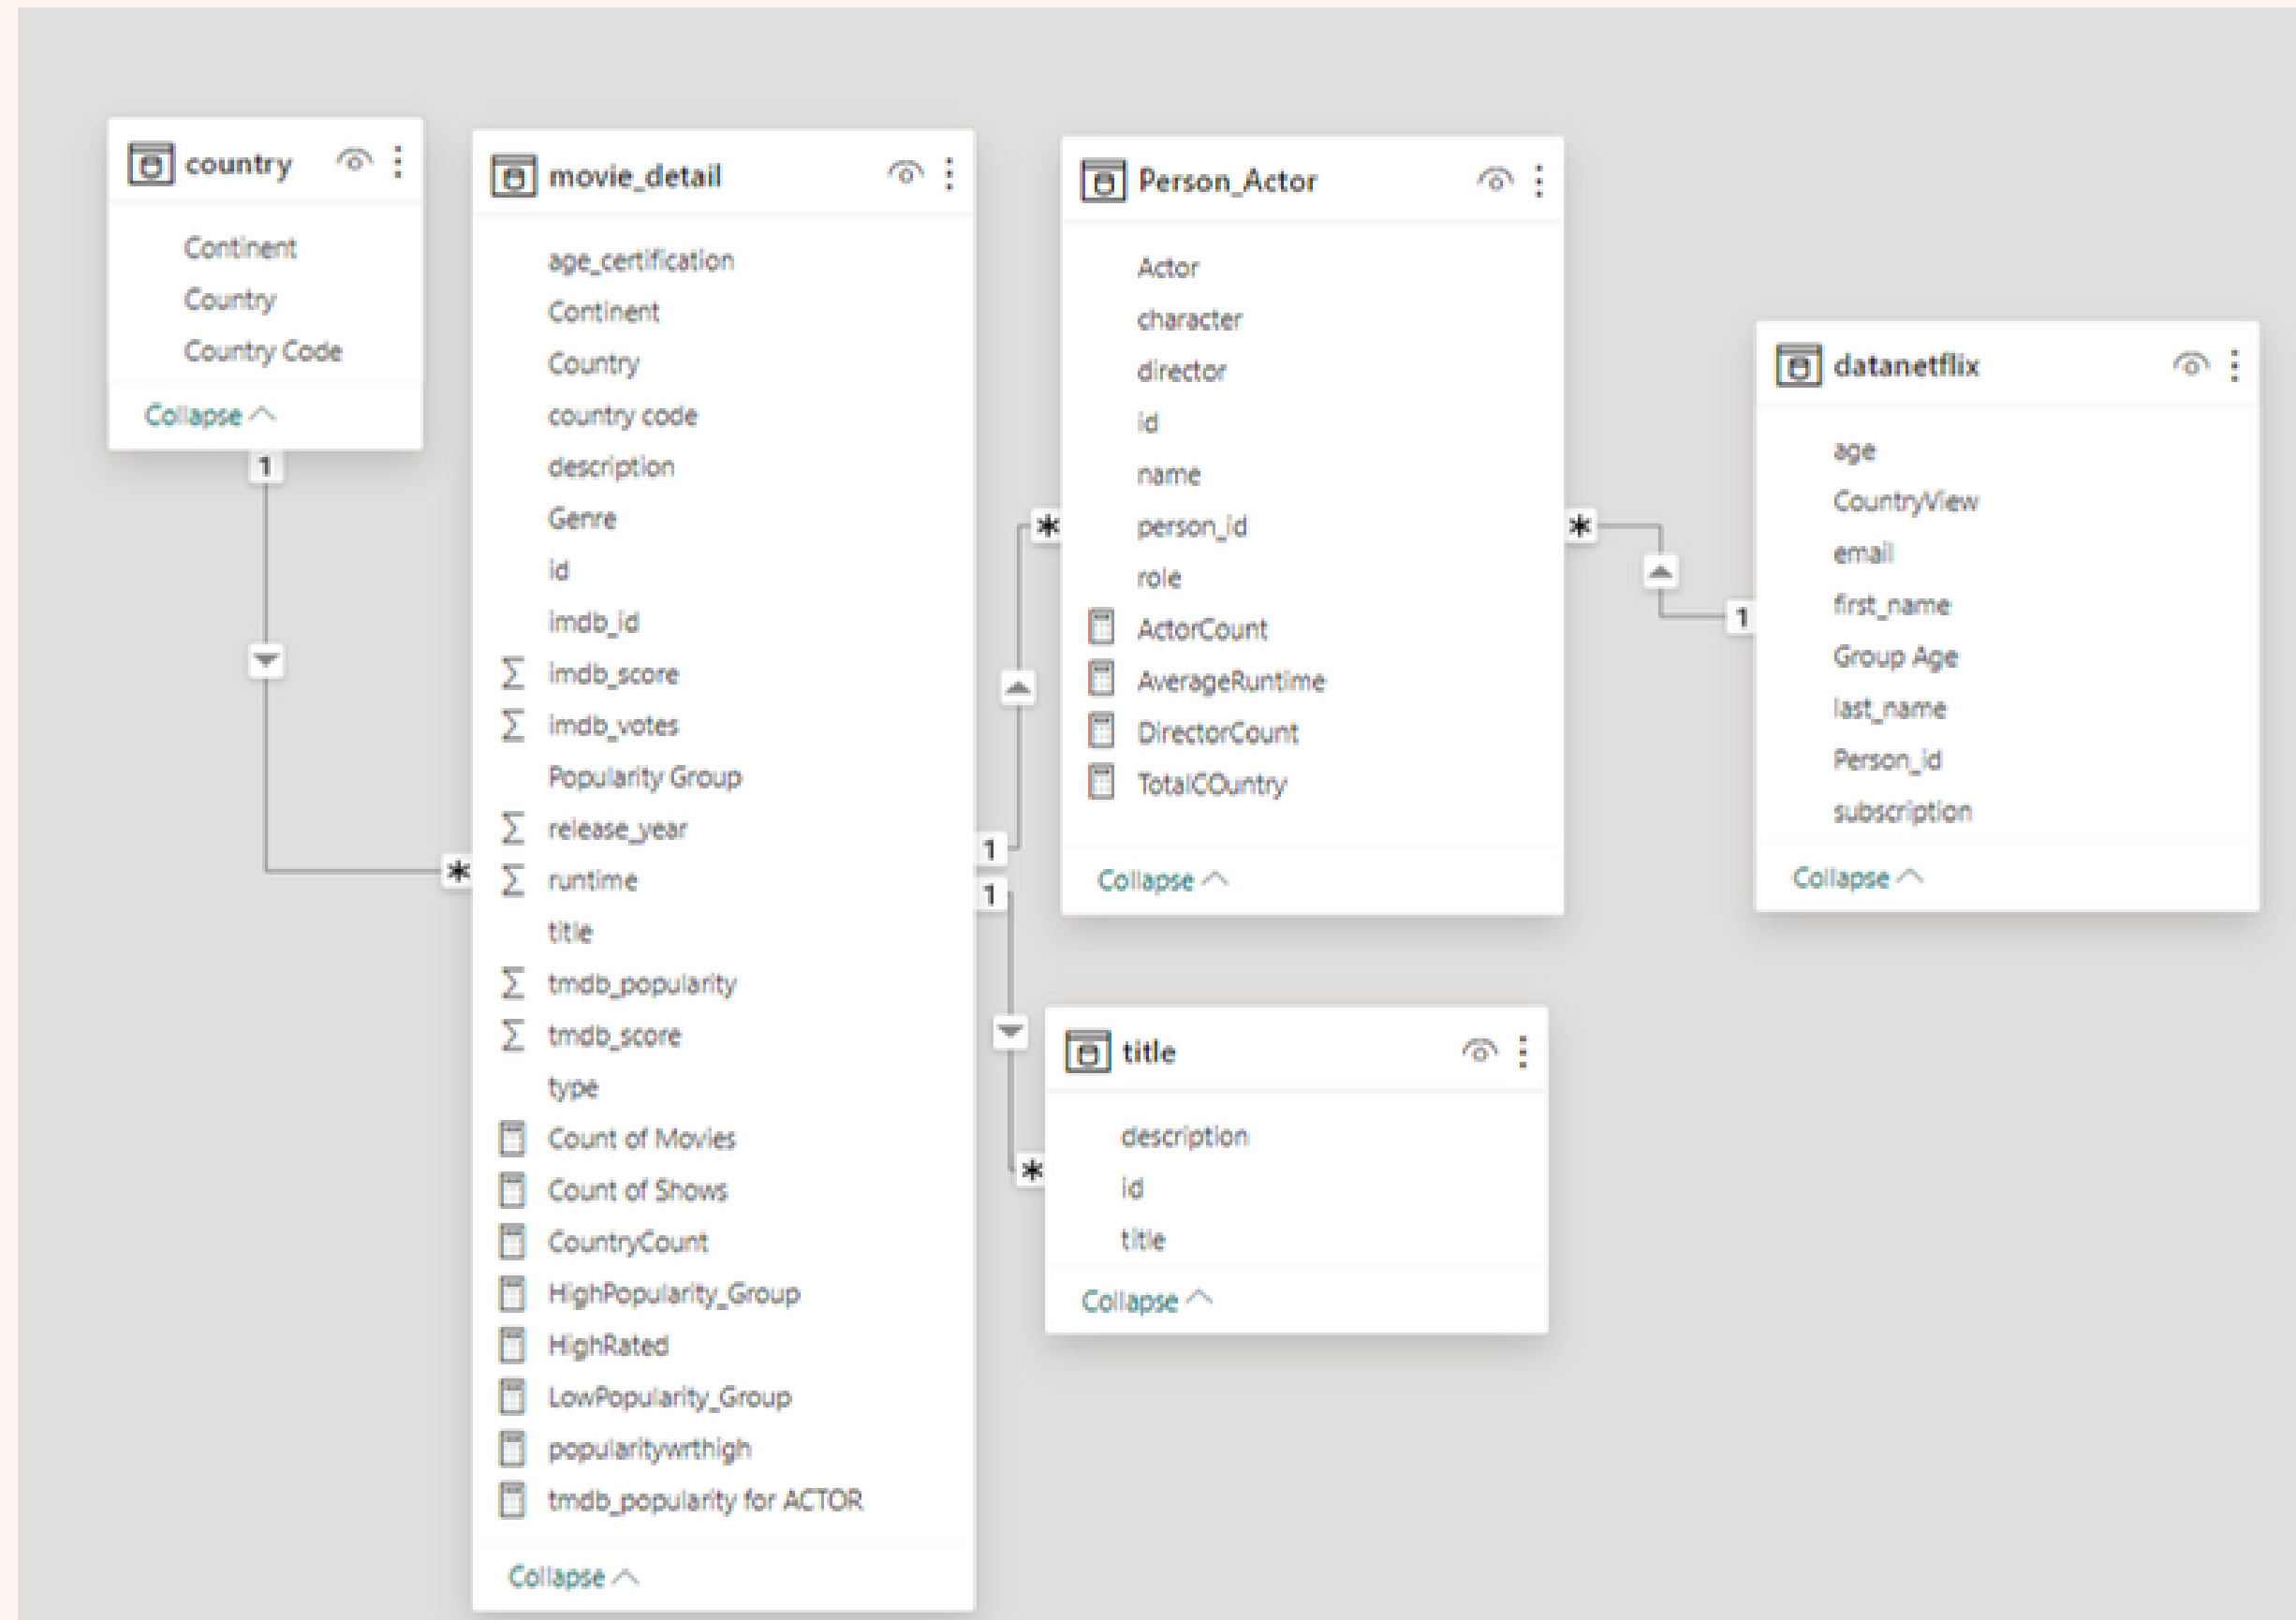 country
Continent
Country
Country Code
Collapse
1
*
movie_detail
age_certification
Continent
Country
country code
description
Genre
id
imdb_id
Σ imdb_score
Σ imdb_votes
Popularity Group
Σ release_year
Σ runtime
title
Σ tmdb_popularity
Σ tmdb_score
type
Count of Movies
Count of Shows
CountryCount
HighPopularity_Group
HighRated
LowPopularity_Group
popularitywrthigh
tmdb_popularity for ACTOR
Collapse
1
*
1
*
Person_Actor
Actor
character
director
id
name
person_id
role
ActorCount
AverageRuntime
DirectorCount
TotalCOuntry
Collapse
*
1
title
description
id
title
Collapse
datanetflix
age
CountryView
email
first_name
Group Age
last_name
Person_id
subscription
Collapse